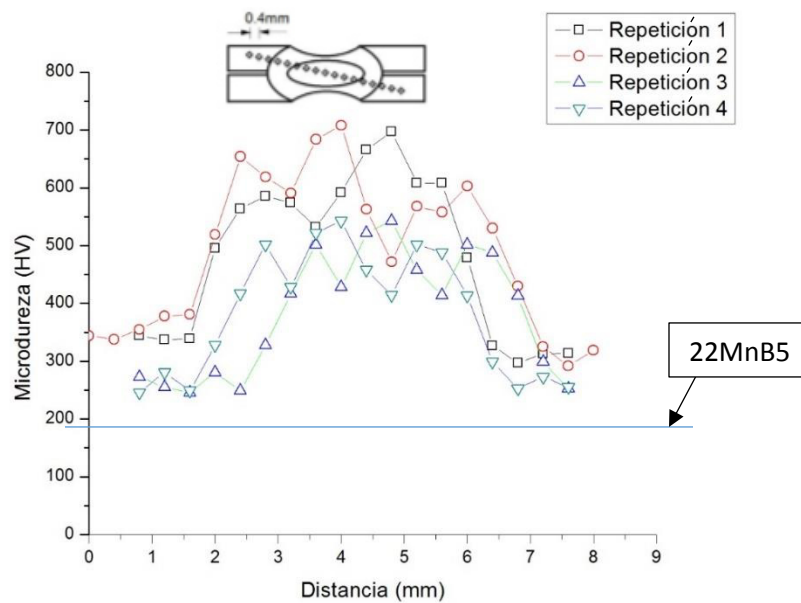 0.4mm
Repetición 1
Repetición 2
Repetición 3
Repetición 4
800
700
600
500
400
300
200
100
0
Microdureza (HV)
22MnB5
0 1 2 3 4 5 6 7 8 9
Distancia (mm)